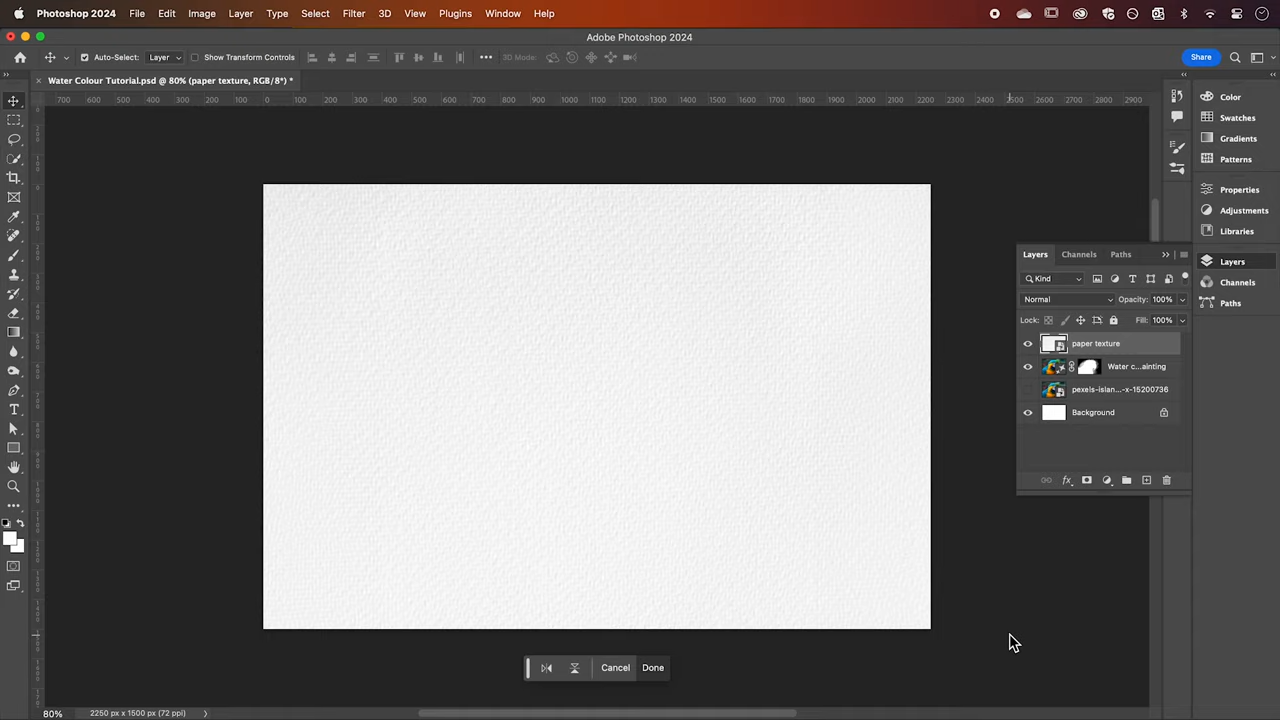 Photoshop 2024 File Edit Image Layer Type Select Filter 3D View Plugins Window Help
Adobe Photoshop 2024
Auto-Select: Layer Show Transform Controls 3D Mode: Share
Water Colour Tutorial.psd @ 80% (paper texture, RGB/8*) *
700 600 500 400 300 200 100 0 100 200 300 400 500 600 700 800 900 1000 1100 1200 1300 1400 1500 1600 1700 1800 1900 2000 2100 2200 2300 2400 2500 2600 2700 2800 2900
Color
Swatches
Gradients
Patterns
Properties
Adjustments
Libraries
Layers
Channels
Paths
Layers Channels Paths
Kind
Normal Opacity: 100%
Lock: Fill: 100%
paper texture
Water c...ainting
pexels-islan...-x-15200736
Background
Cancel Done
80% 2250 px x 1500 px (72 ppi)